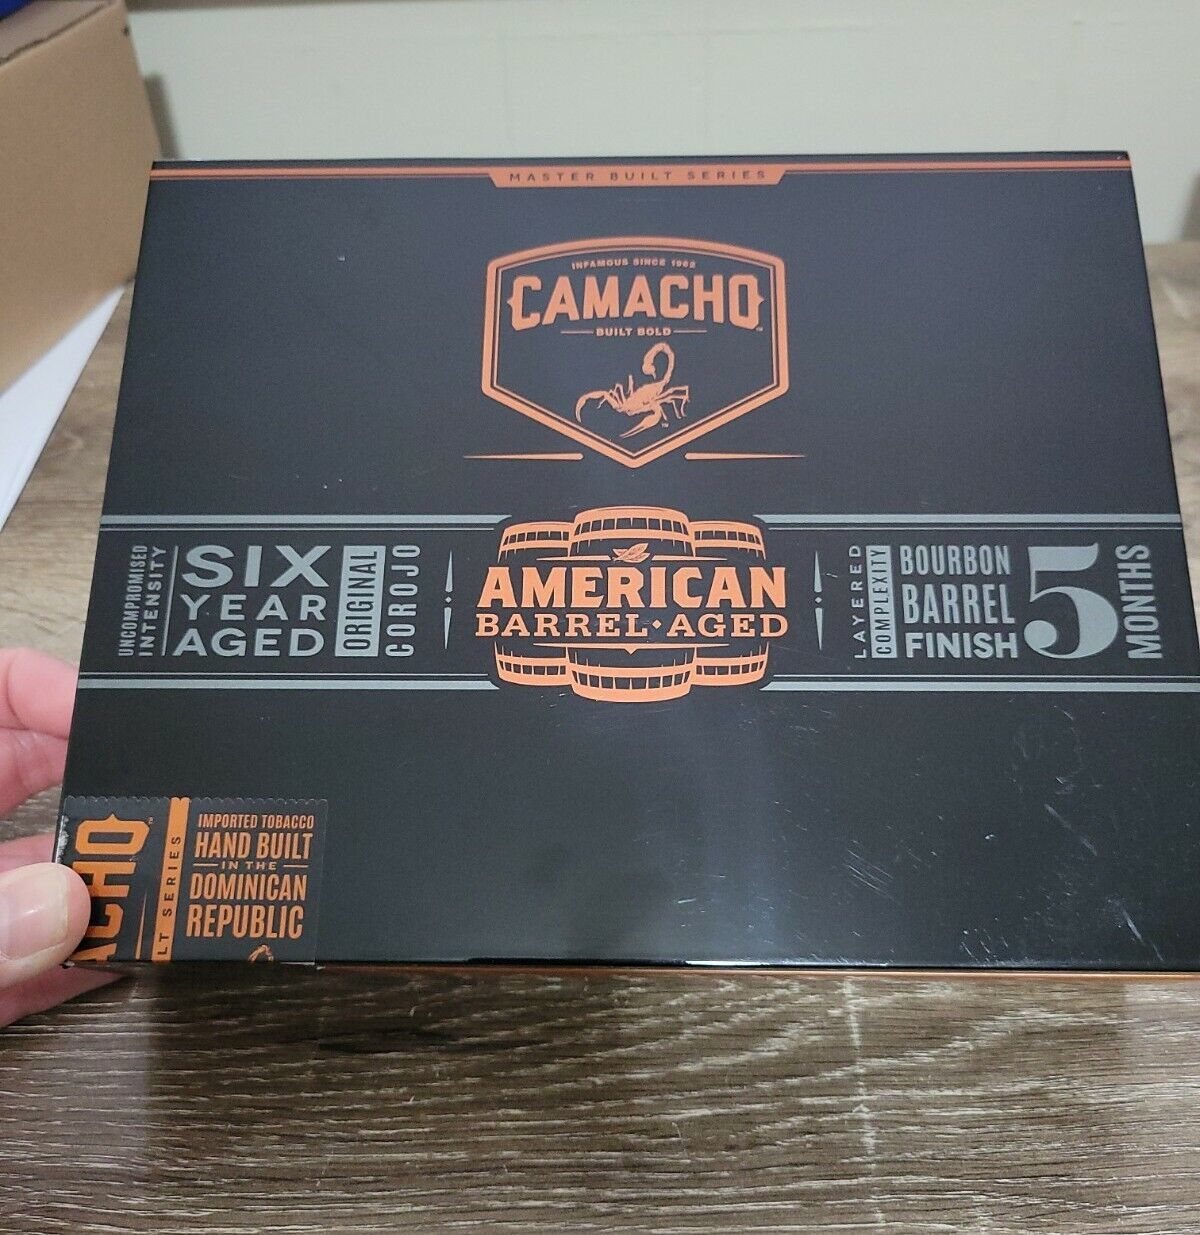 MASTER BUILT SERIES
INFAMOUS SINCE 1962
CAMACHO
BUILT BOLD
UNCOMPROMISED
INTENSITY
SIX
YEAR
AGED
ORIGINAL
COROJO
AMERICAN
BARREL•AGED
LAYERED
COMPLEXITY
BOURBON
BARREL
FINISH
5
MONTHS
ACHO
LT SERIES
IMPORTED TOBACCO
HAND BUILT
IN THE
DOMINICAN
REPUBLIC